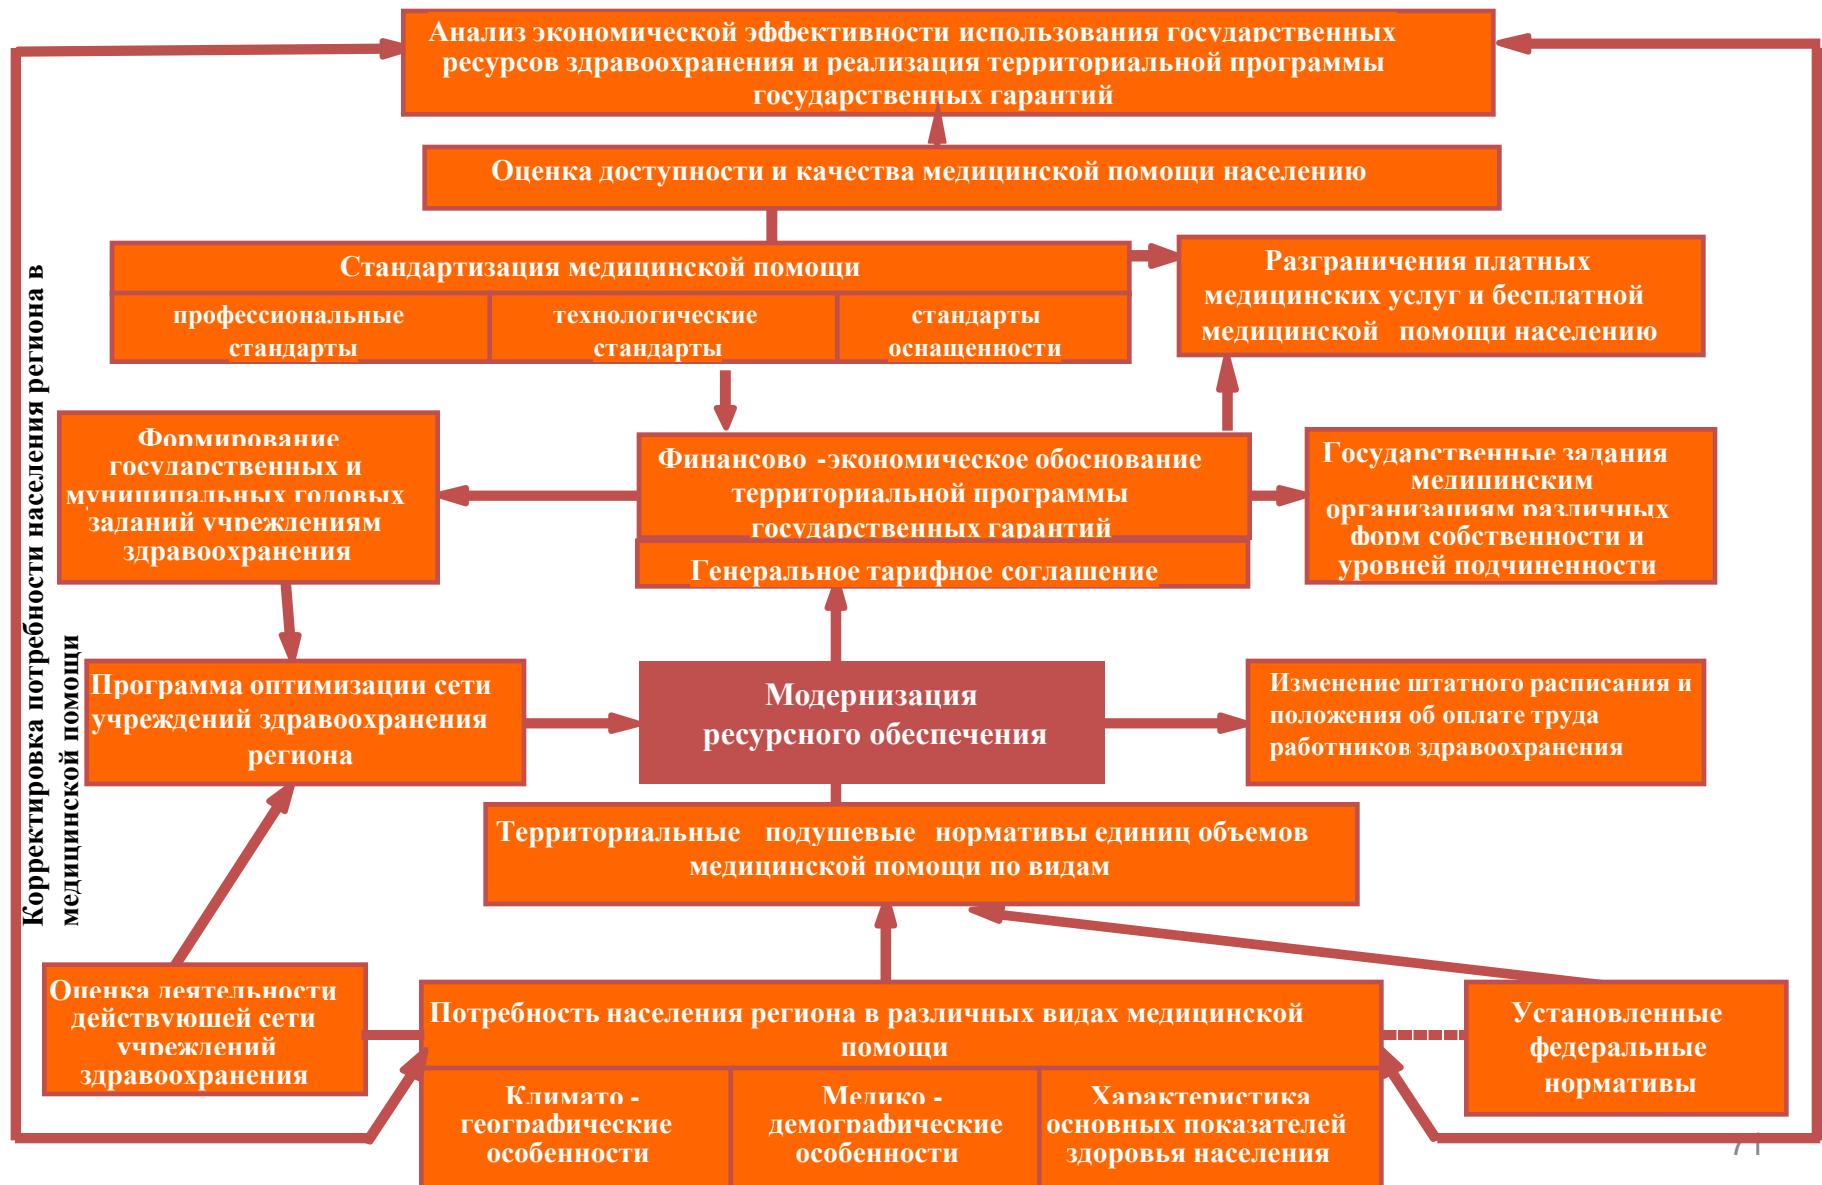 Анализ экономической эффективности использования государственных
ресурсов здравоохранения и реализация территориальной программы
государственных гарантий
Оценка доступности и качества медицинской помощи населению
Стандартизация медицинской помощи
профессиональные
стандарты
технологические
стандарты
стандарты
оснащенности
Разграничения платных
медицинских услуг и бесплатной
медицинской помощи населению
Корректировка потребности населения региона в
медицинской помощи
Формирование
государственных и
муниципальных годовых
заданий учреждениям
здравоохранения
Финансово -экономическое обоснование
территориальной программы
государственных гарантий
Генеральное тарифное соглашение
Государственные задания
медицинским
организациям различных
форм собственности и
уровней подчиненности
Программа оптимизации сети
учреждений здравоохранения
региона
Модернизация
ресурсного обеспечения
Изменение штатного расписания и
положения об оплате труда
работников здравоохранения
Территориальные подушевые нормативы единиц объемов
медицинской помощи по видам
Оценка деятельности
действующей сети
учреждений
здравоохранения
Потребность населения региона в различных видах медицинской
помощи
Климато -
географические
особенности
Медико -
демографические
особенности
Характеристика
основных показателей
здоровья населения
Установленные
федеральные
нормативы
71